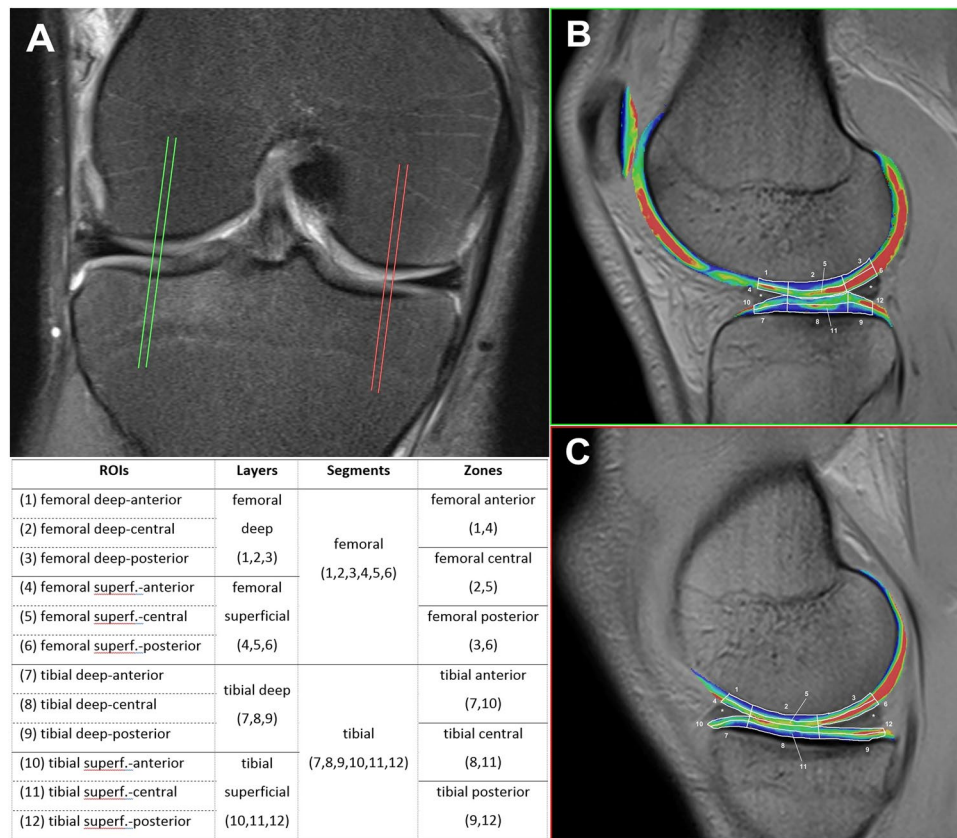 A
B
1
2
5
3
6
4
*
*
10
12
7
8
11
9
C
1
2
5
3
6
4
*
*
10
12
7
8
11
9
ROIs Layers Segments Zones
(1) femoral deep-anterior
(2) femoral deep-central
(3) femoral deep-posterior
(4) femoral superf.-anterior
(5) femoral superf.-central
(6) femoral superf.-posterior
(7) tibial deep-anterior
(8) tibial deep-central
(9) tibial deep-posterior
(10) tibial superf.-anterior
(11) tibial superf.-central
(12) tibial superf.-posterior
femoral
deep
(1,2,3)
femoral
superficial
(4,5,6)
tibial deep
(7,8,9)
tibial
superficial
(10,11,12)
femoral
(1,2,3,4,5,6)
tibial
(7,8,9,10,11,12)
femoral anterior
(1,4)
femoral central
(2,5)
femoral posterior
(3,6)
tibial anterior
(7,10)
tibial central
(8,11)
tibial posterior
(9,12)